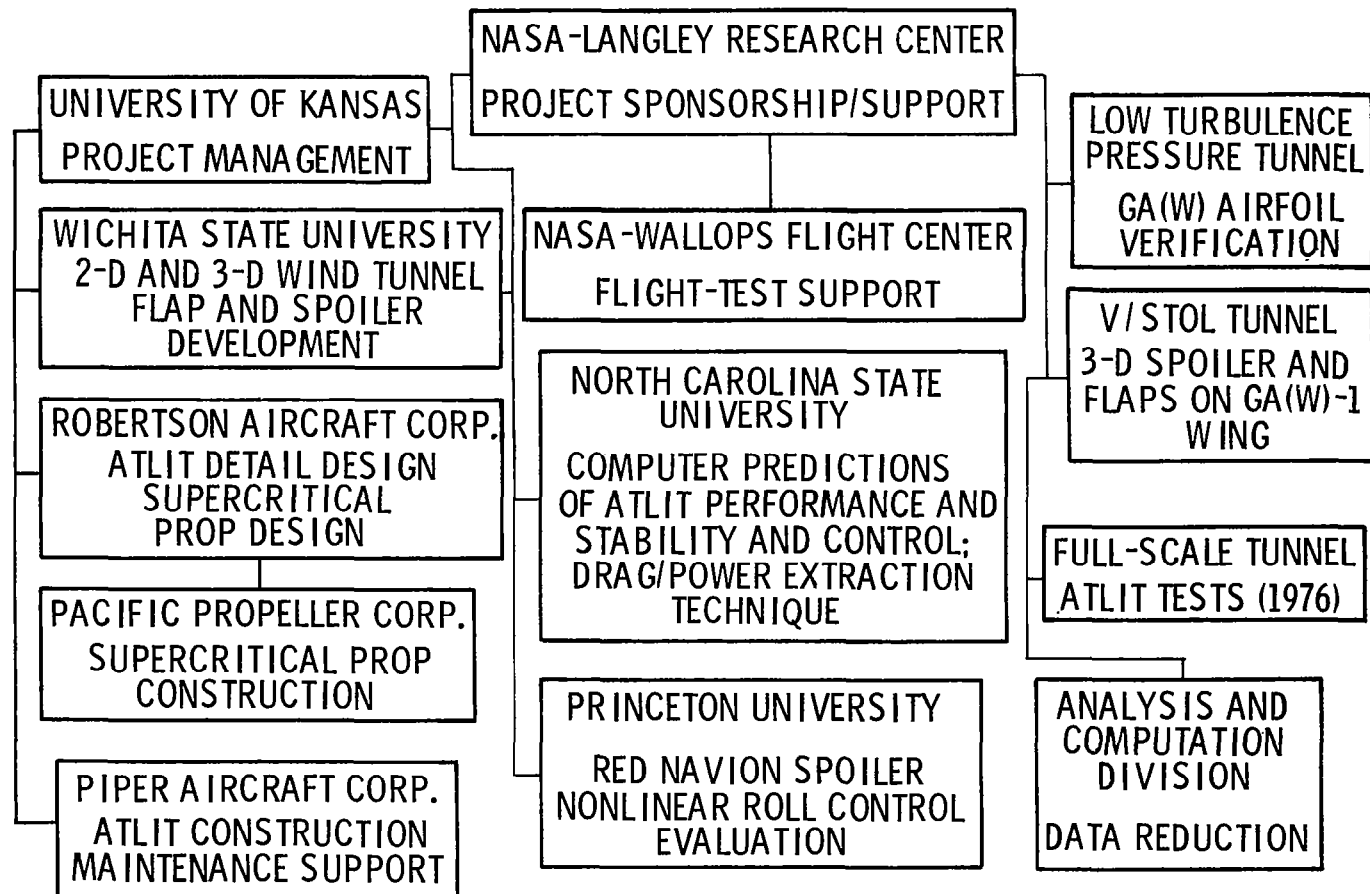 NASA-LANGLEY RESEARCH CENTER
PROJECT SPONSORSHIP/SUPPORT
UNIVERSITY OF KANSAS
PROJECT MANAGEMENT
WICHITA STATE UNIVERSITY
2-D AND 3-D WIND TUNNEL
FLAP AND SPOILER
DEVELOPMENT
ROBERTSON AIRCRAFT CORP.
ATLIT DETAIL DESIGN
SUPERCRITICAL
PROP DESIGN
PACIFIC PROPELLER CORP.
SUPERCRITICAL PROP
CONSTRUCTION
PIPER AIRCRAFT CORP.
ATLIT CONSTRUCTION
MAINTENANCE SUPPORT
NASA-WALLOPS FLIGHT CENTER
FLIGHT-TEST SUPPORT
NORTH CAROLINA STATE
UNIVERSITY
COMPUTER PREDICTIONS
OF ATLIT PERFORMANCE AND
STABILITY AND CONTROL;
DRAG/POWER EXTRACTION
TECHNIQUE
PRINCETON UNIVERSITY
RED NAVION SPOILER
NONLINEAR ROLL CONTROL
EVALUATION
LOW TURBULENCE
PRESSURE TUNNEL
GA(W) AIRFOIL
VERIFICATION
V/STOL TUNNEL
3-D SPOILER AND
FLAPS ON GA(W)-1
WING
FULL-SCALE TUNNEL
ATLIT TESTS (1976)
ANALYSIS AND
COMPUTATION
DIVISION
DATA REDUCTION